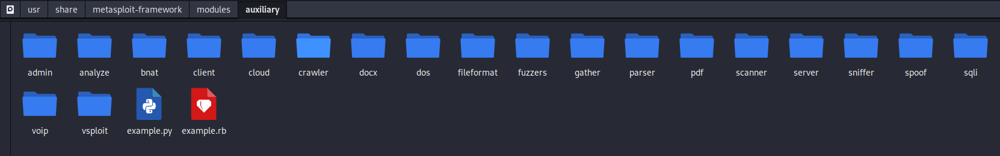 usr share metasploit-framework modules auxiliary
admin analyze bnat client cloud crawler docx dos fileformat fuzzers gather parser pdf scanner server sniffer spoof sqli
voip vsploit example.py example.rb